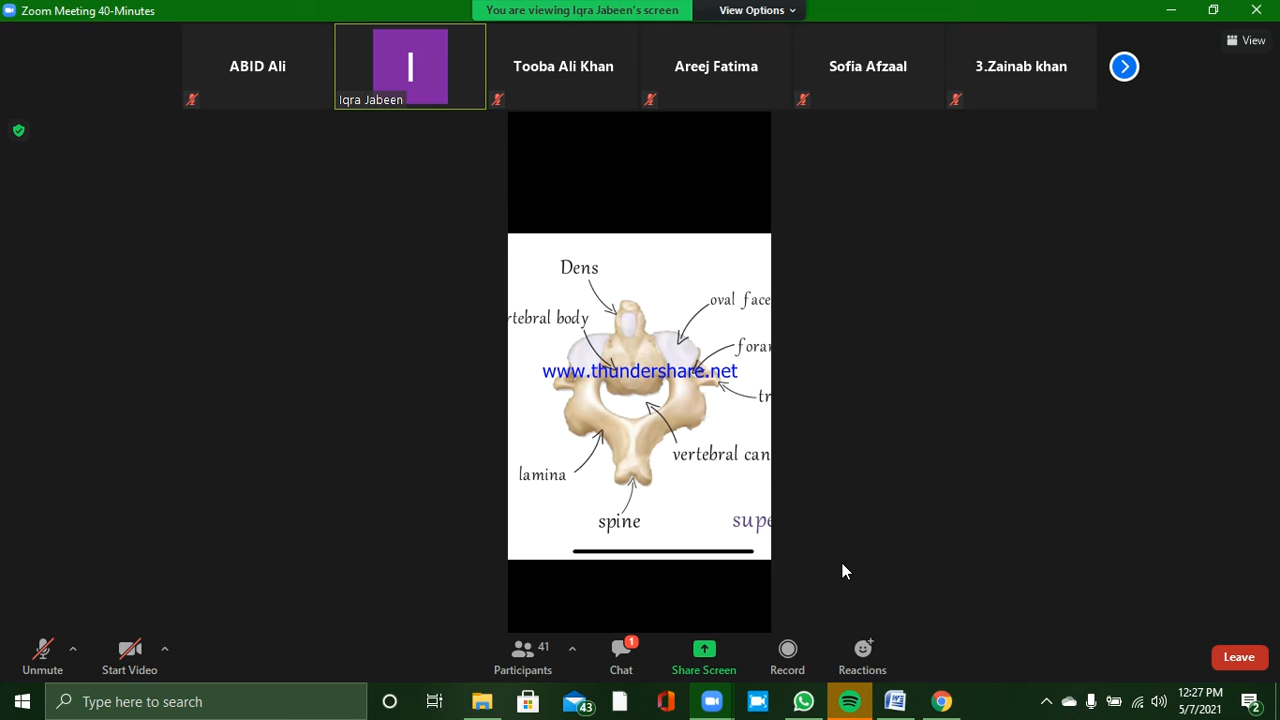 Zoom Meeting 40-Minutes
You are viewing Iqra Jabeen's screen
View Options
View
ABID Ali
I
Iqra Jabeen
Tooba Ali Khan
Areej Fatima
Sofia Afzaal
3.Zainab khan
Dens
oval face
rtebral body
foram
www.thundershare.net
tr
vertebral can
lamina
spine
supe
Unmute
Start Video
41
Participants
1
Chat
Share Screen
Record
Reactions
Leave
Type here to search
43
12:27 PM
5/7/2021
2